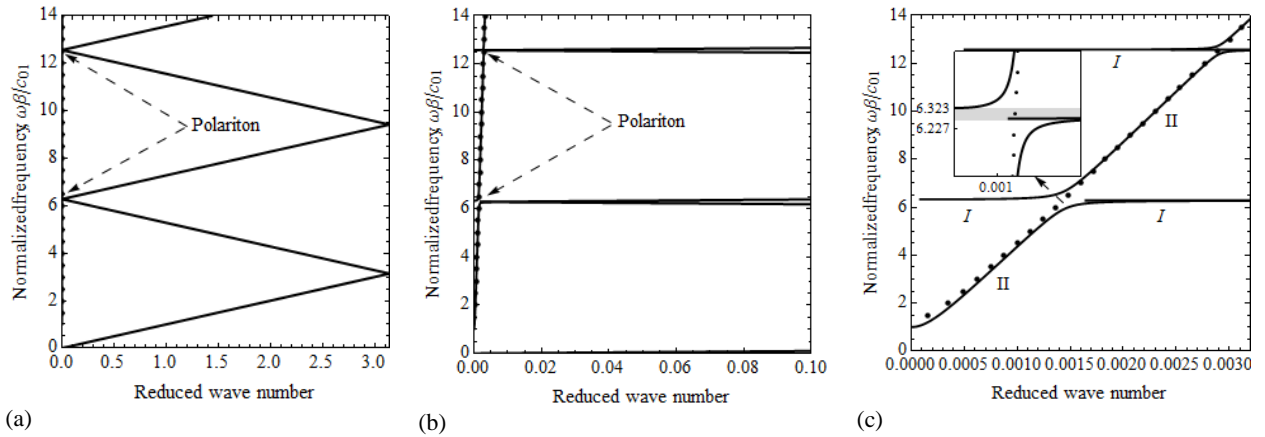 14
12
10
8
6
4
2
0
0.0 0.5 1.0 1.5 2.0 2.5 3.0
Normalizedfrequency, ωβ/c01
Reduced wave number
Polariton
(a)
14
12
10
8
6
4
2
0
0.00 0.02 0.04 0.06 0.08 0.10
Normalizedfrequency, ωβ/c01
Reduced wave number
Polariton
(b)
14
12
10
8
6
4
2
0
0.0000 0.0005 0.0010 0.0015 0.0020 0.0025 0.0030
Normalizedfrequency, ωβ/c01
Reduced wave number
I
6.323
6.227
0.001
II
I
I
II
(c)